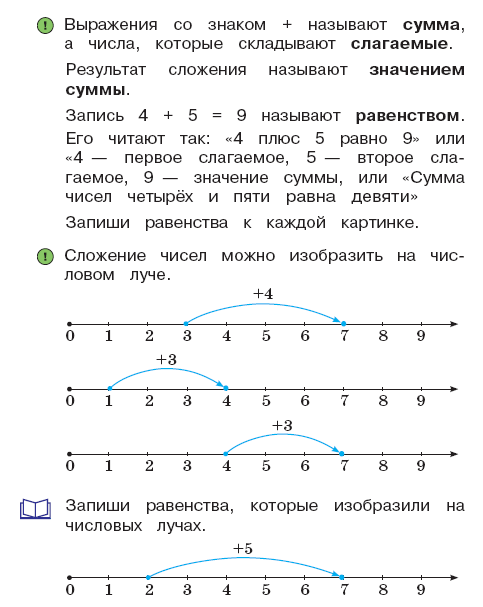 ! Выражения со знаком + называют сумма,
а числа, которые складывают слагаемые.
Результат сложения называют значением
суммы.
Запись 4 + 5 = 9 называют равенством.
Его читают так: «4 плюс 5 равно 9» или
«4 — первое слагаемое, 5 — второе сла-
гаемое, 9 — значение суммы, или «Сумма
чисел четырёх и пяти равна девяти»
Запиши равенства к каждой картинке.
! Сложение чисел можно изобразить на чис-
ловом луче.
+4
0 1 2 3 4 5 6 7 8 9
+3
0 1 2 3 4 5 6 7 8 9
+3
0 1 2 3 4 5 6 7 8 9
Запиши равенства, которые изобразили на
числовых лучах.
+5
0 1 2 3 4 5 6 7 8 9